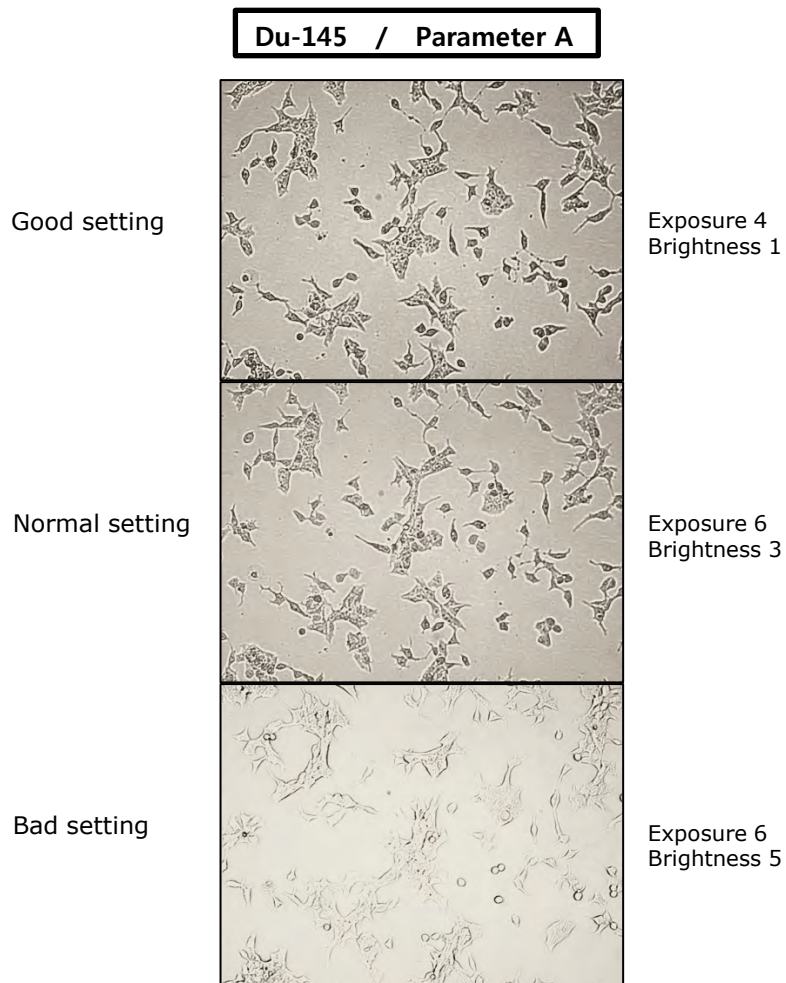 Du-145 / Parameter A
Good setting
Exposure 4
Brightness 1
Normal setting
Exposure 6
Brightness 3
Bad setting
Exposure 6
Brightness 5